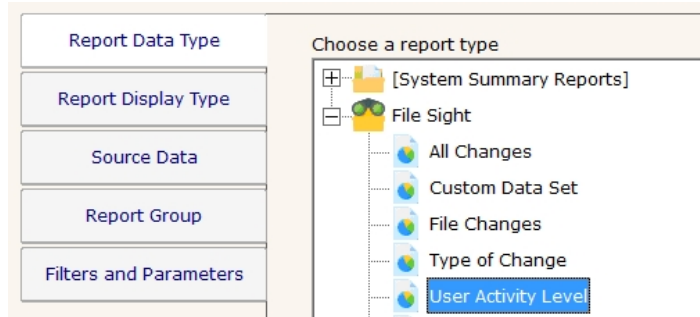 Report Data Type
Report Display Type
Source Data
Report Group
Filters and Parameters
Choose a report type
[System Summary Reports]
File Sight
All Changes
Custom Data Set
File Changes
Type of Change
User Activity Level